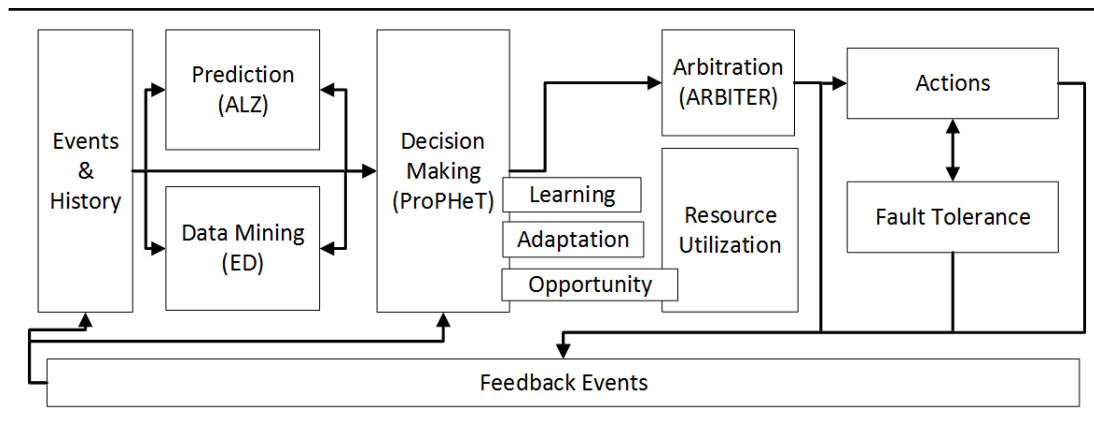 Events
&
History
Prediction
(ALZ)
Data Mining
(ED)
Decision
Making
(ProPHeT)
Learning
Adaptation
Opportunity
Arbitration
(ARBITER)
Resource
Utilization
Actions
Fault Tolerance
Feedback Events